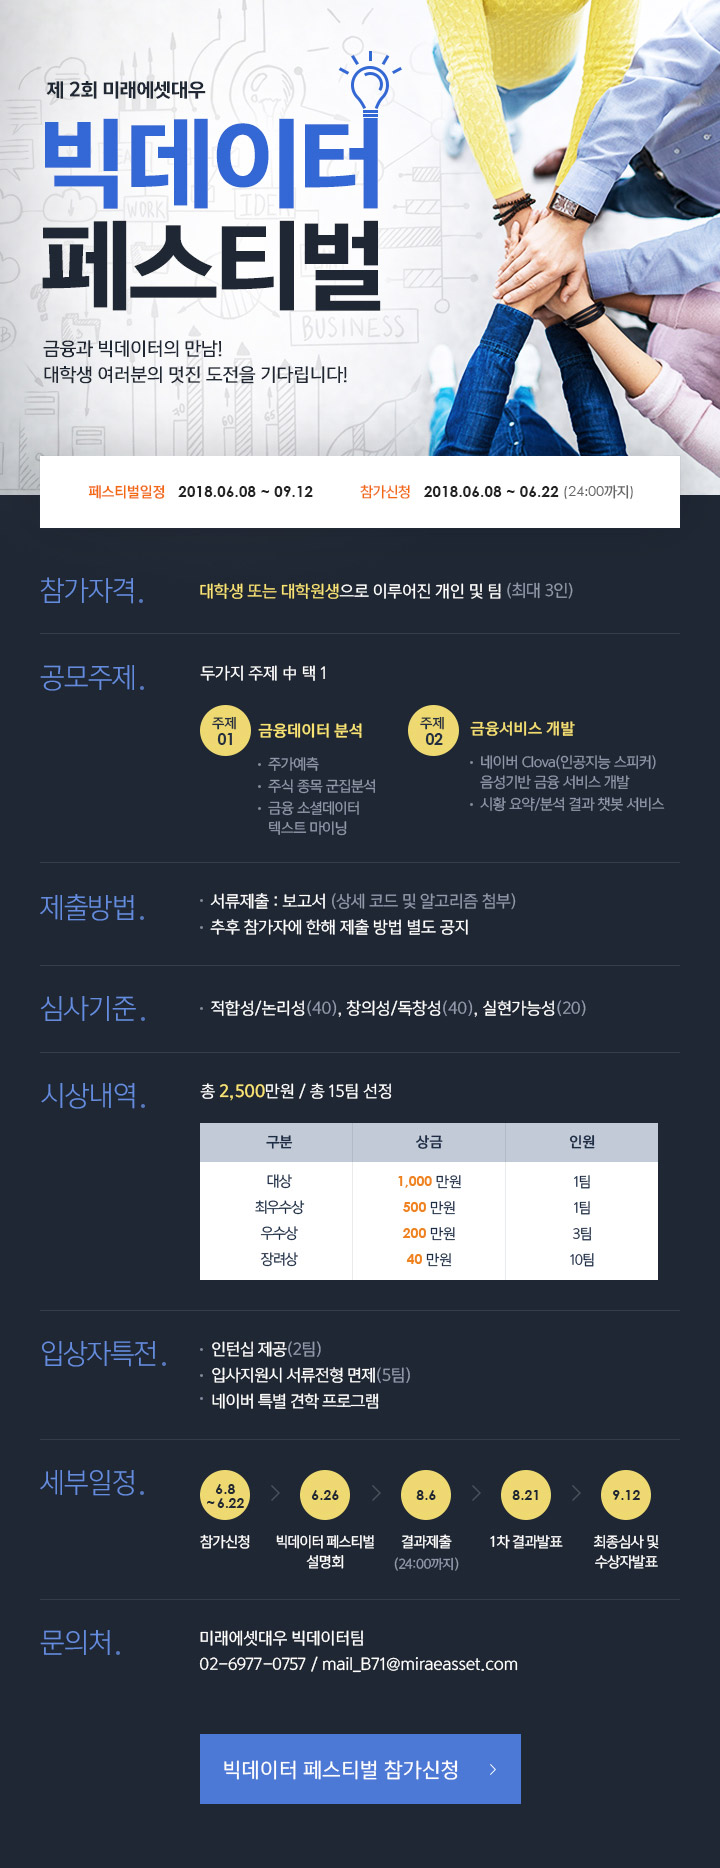 제 2회 미래에셋대우
빅데이터
페스티벌
WORK
IDEA
BUSINESS
금융과 빅데이터의 만남!
대학생 여러분의 멋진 도전을 기다립니다!
페스티벌일정 2018.06.08 ~ 09.12 참가신청 2018.06.08 ~ 06.22 (24:00까지)
참가자격.
대학생 또는 대학원생으로 이루어진 개인 및 팀 (최대 3인)
공모주제.
두가지 주제 中 택 1
주제 01 금융데이터 분석
· 주가예측
· 주식 종목 군집분석
· 금융 소셜데이터
텍스트 마이닝
주제 02 금융서비스 개발
· 네이버 Clova(인공지능 스피커)
음성기반 금융 서비스 개발
· 시황 요약/분석 결과 챗봇 서비스
제출방법.
· 서류제출 : 보고서 (상세 코드 및 알고리즘 첨부)
· 추후 참가자에 한해 제출 방법 별도 공지
심사기준.
· 적합성/논리성(40), 창의성/독창성(40), 실현가능성(20)
시상내역.
총 2,500만원 / 총 15팀 선정
구분 상금 인원
대상 1,000 만원 1팀
최우수상 500 만원 1팀
우수상 200 만원 3팀
장려상 40 만원 10팀
입상자특전.
· 인턴십 제공(2팀)
· 입사지원시 서류전형 면제(5팀)
· 네이버 특별 견학 프로그램
세부일정.
6.8
~ 6.22
참가신청
6.26
빅데이터 페스티벌
설명회
8.6
결과제출
(24:00까지)
8.21
1차 결과발표
9.12
최종심사 및
수상자발표
문의처.
미래에셋대우 빅데이터팀
02-6977-0757 / mail_B71@miraeasset.com
빅데이터 페스티벌 참가신청 >